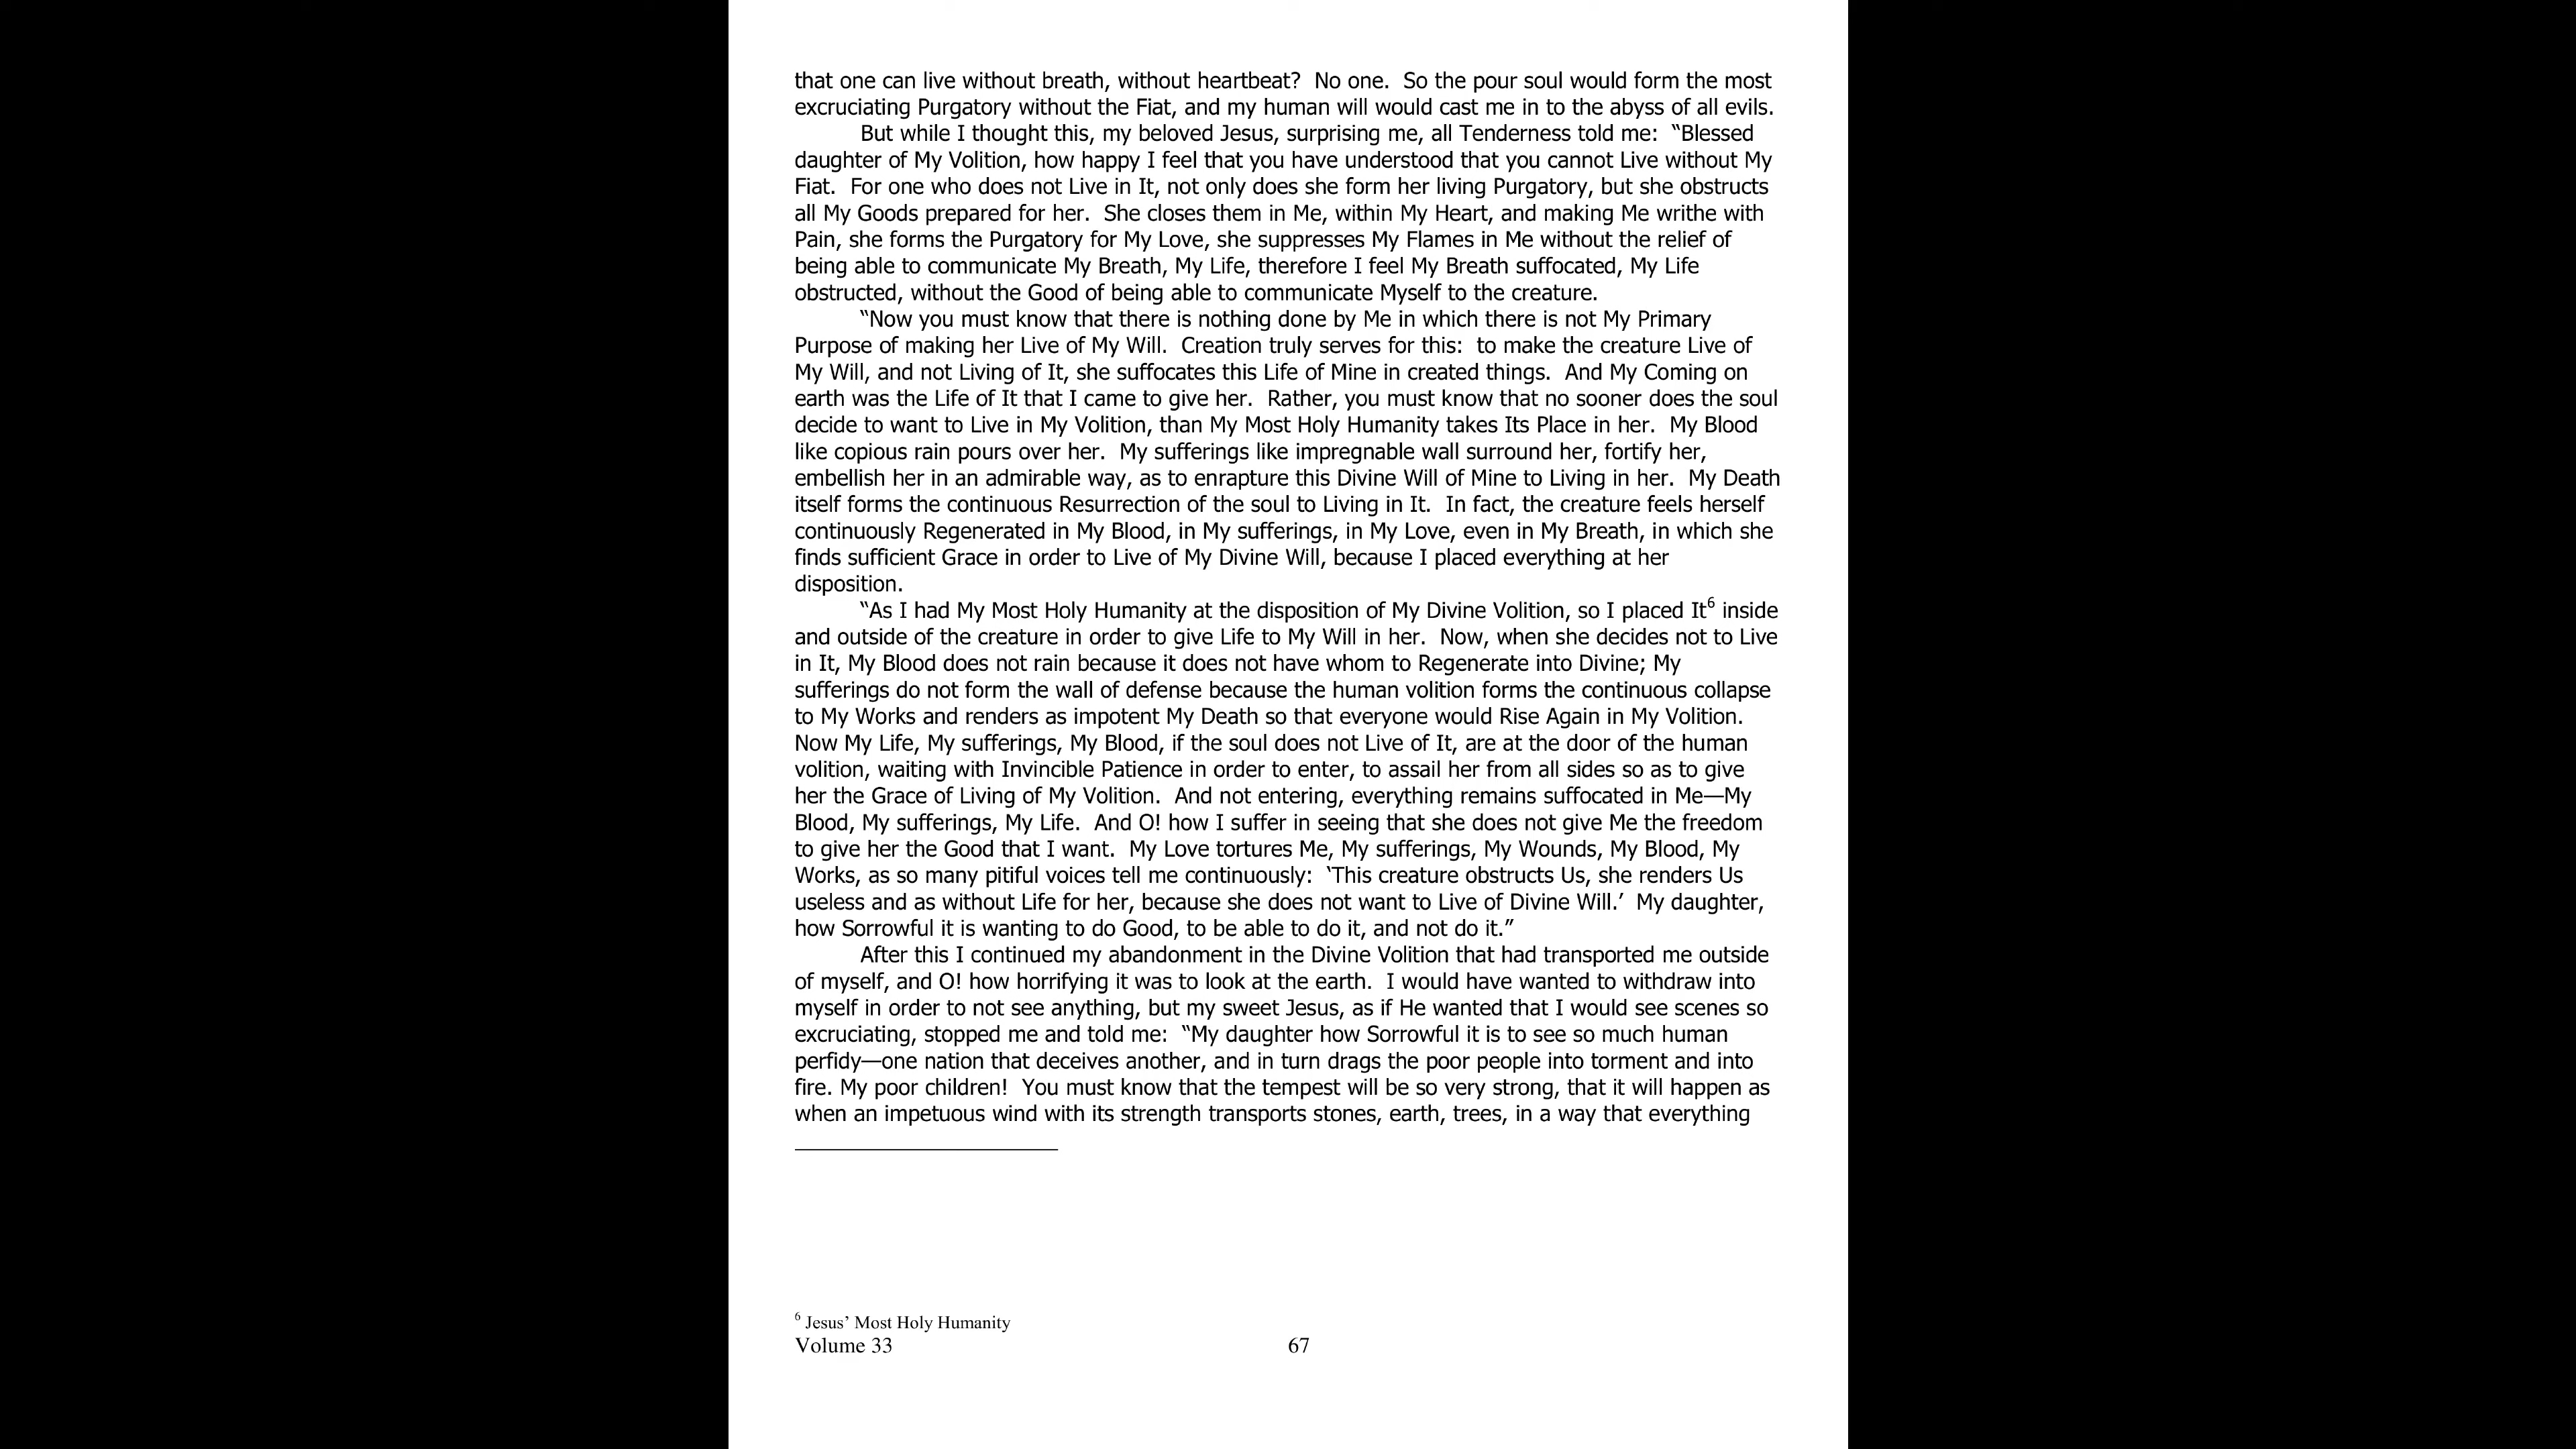 that one can live without breath, without heartbeat?  No one.  So the pour soul would form the most
excruciating Purgatory without the Fiat, and my human will would cast me in to the abyss of all evils.
But while I thought this, my beloved Jesus, surprising me, all Tenderness told me:  “Blessed
daughter of My Volition, how happy I feel that you have understood that you cannot Live without My
Fiat.  For one who does not Live in It, not only does she form her living Purgatory, but she obstructs
all My Goods prepared for her.  She closes them in Me, within My Heart, and making Me writhe with
Pain, she forms the Purgatory for My Love, she suppresses My Flames in Me without the relief of
being able to communicate My Breath, My Life, therefore I feel My Breath suffocated, My Life
obstructed, without the Good of being able to communicate Myself to the creature.
“Now you must know that there is nothing done by Me in which there is not My Primary
Purpose of making her Live of My Will.  Creation truly serves for this:  to make the creature Live of
My Will, and not Living of It, she suffocates this Life of Mine in created things.  And My Coming on
earth was the Life of It that I came to give her.  Rather, you must know that no sooner does the soul
decide to want to Live in My Volition, than My Most Holy Humanity takes Its Place in her.  My Blood
like copious rain pours over her.  My sufferings like impregnable wall surround her, fortify her,
embellish her in an admirable way, as to enrapture this Divine Will of Mine to Living in her.  My Death
itself forms the continuous Resurrection of the soul to Living in It.  In fact, the creature feels herself
continuously Regenerated in My Blood, in My sufferings, in My Love, even in My Breath, in which she
finds sufficient Grace in order to Live of My Divine Will, because I placed everything at her
disposition.
“As I had My Most Holy Humanity at the disposition of My Divine Volition, so I placed It⁶ inside
and outside of the creature in order to give Life to My Will in her.  Now, when she decides not to Live
in It, My Blood does not rain because it does not have whom to Regenerate into Divine; My
sufferings do not form the wall of defense because the human volition forms the continuous collapse
to My Works and renders as impotent My Death so that everyone would Rise Again in My Volition.
Now My Life, My sufferings, My Blood, if the soul does not Live of It, are at the door of the human
volition, waiting with Invincible Patience in order to enter, to assail her from all sides so as to give
her the Grace of Living of My Volition.  And not entering, everything remains suffocated in Me—My
Blood, My sufferings, My Life.  And O! how I suffer in seeing that she does not give Me the freedom
to give her the Good that I want.  My Love tortures Me, My sufferings, My Wounds, My Blood, My
Works, as so many pitiful voices tell me continuously:  ‘This creature obstructs Us, she renders Us
useless and as without Life for her, because she does not want to Live of Divine Will.’  My daughter,
how Sorrowful it is wanting to do Good, to be able to do it, and not do it.”
After this I continued my abandonment in the Divine Volition that had transported me outside
of myself, and O! how horrifying it was to look at the earth.  I would have wanted to withdraw into
myself in order to not see anything, but my sweet Jesus, as if He wanted that I would see scenes so
excruciating, stopped me and told me:  “My daughter how Sorrowful it is to see so much human
perfidy—one nation that deceives another, and in turn drags the poor people into torment and into
fire. My poor children!  You must know that the tempest will be so very strong, that it will happen as
when an impetuous wind with its strength transports stones, earth, trees, in a way that everything
⁶ Jesus’ Most Holy Humanity
Volume 33 67